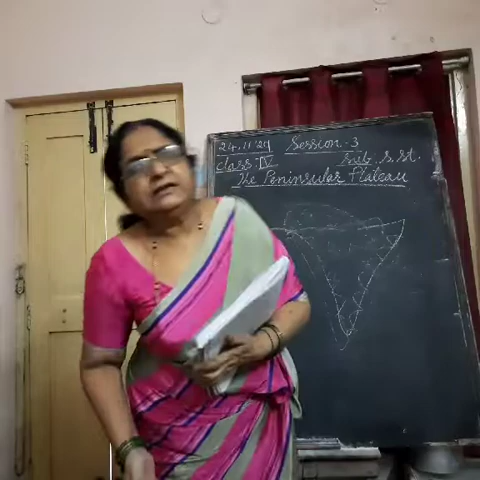 24.11'24 Session-3
Class:IV Sub. S.St.
The Peninsular Plateau